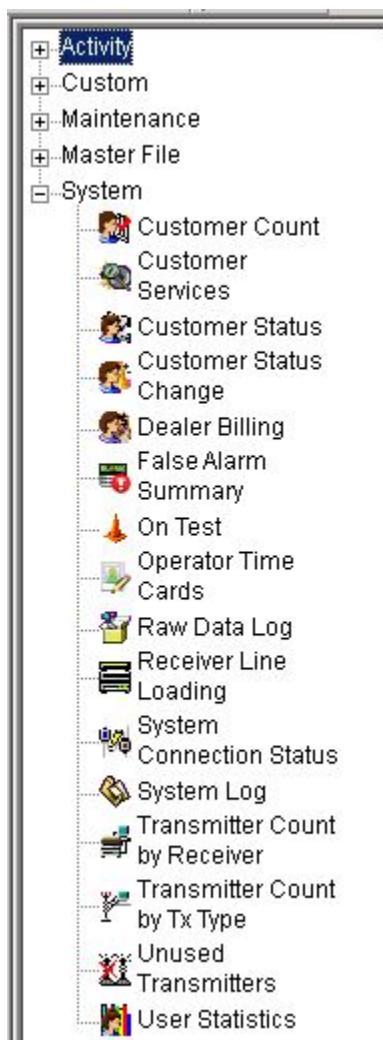 Activity
Custom
Maintenance
Master File
System
Customer Count
Customer
Services
Customer Status
Customer Status
Change
Dealer Billing
False Alarm
Summary
On Test
Operator Time
Cards
Raw Data Log
Receiver Line
Loading
System
Connection Status
System Log
Transmitter Count
by Receiver
Transmitter Count
by Tx Type
Unused
Transmitters
User Statistics